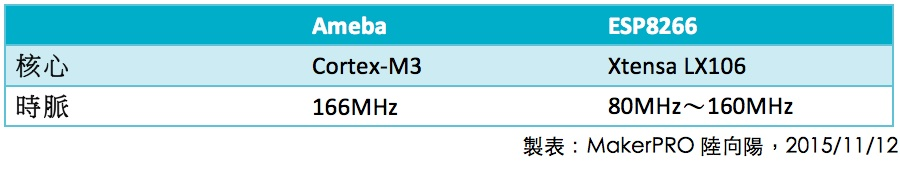 Ameba ESP8266
核心 Cortex-M3 Xtensa LX106
時脈 166MHz 80MHz～160MHz
製表：MakerPRO 陸向陽，2015/11/12